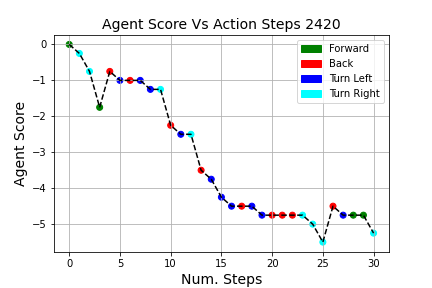 Agent Score Vs Action Steps 2420
Agent Score
0
−1
−2
−3
−4
−5
Forward
Back
Turn Left
Turn Right
0 5 10 15 20 25 30
Num. Steps